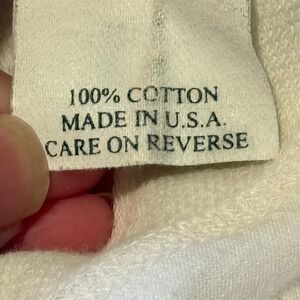 100% COTTON
MADE IN U.S.A.
CARE ON REVERSE